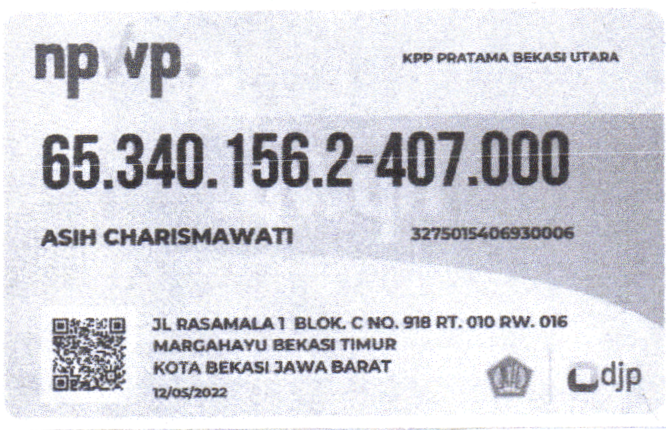 npwp.
KPP PRATAMA BEKASI UTARA
65.340.156.2-407.000
ASIH CHARISMAWATI
3275015406930006
JL RASAMALA 1 BLOK. C NO. 918 RT. 010 RW. 016
MARGAHAYU BEKASI TIMUR
KOTA BEKASI JAWA BARAT
12/05/2022
djp